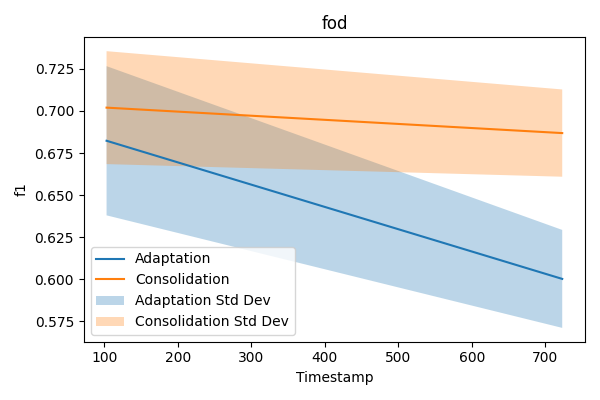 fod
f1
0.725
0.700
0.675
0.650
0.625
0.600
0.575
Adaptation
Consolidation
Adaptation Std Dev
Consolidation Std Dev
100 200 300 400 500 600 700
Timestamp